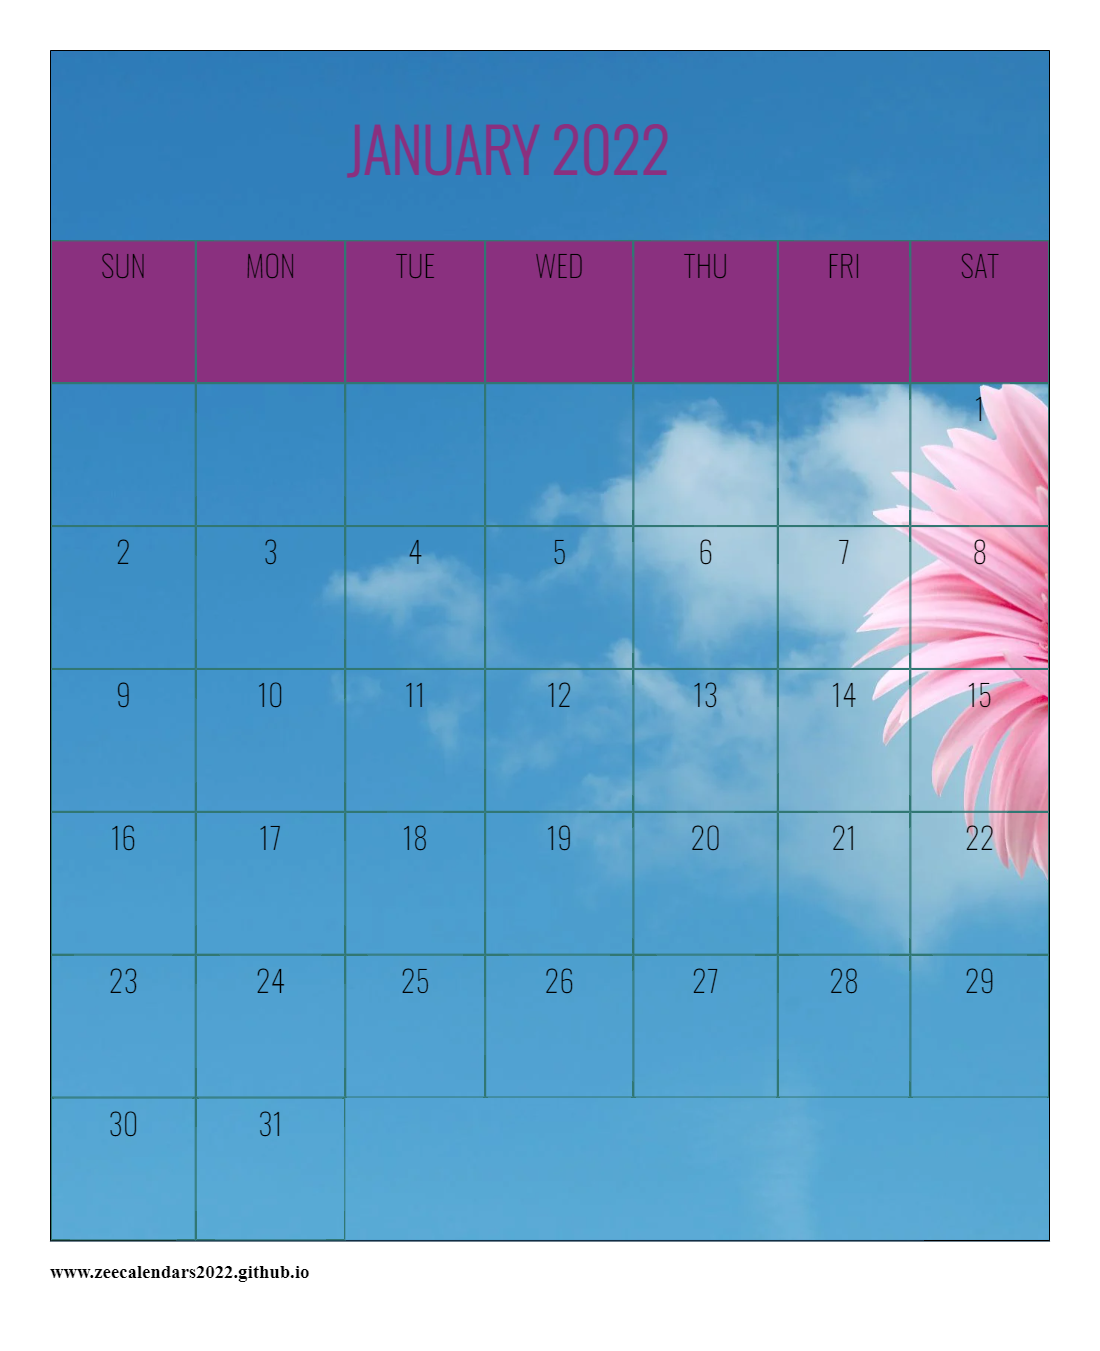 JANUARY 2022
SUN MON TUE WED THU FRI SAT
1
2 3 4 5 6 7 8
9 10 11 12 13 14 15
16 17 18 19 20 21 22
23 24 25 26 27 28 29
30 31
www.zeecalendars2022.github.io